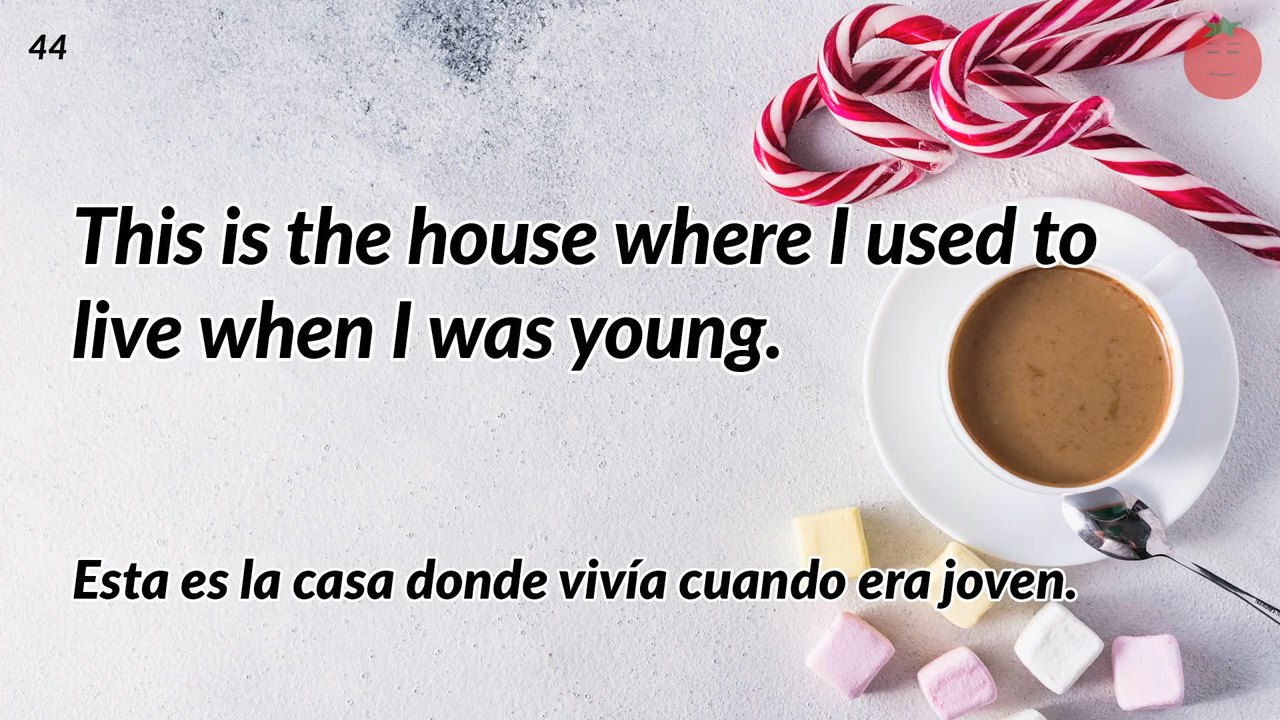 44
This is the house where I used to
live when I was young.
Esta es la casa donde vivía cuando era joven.